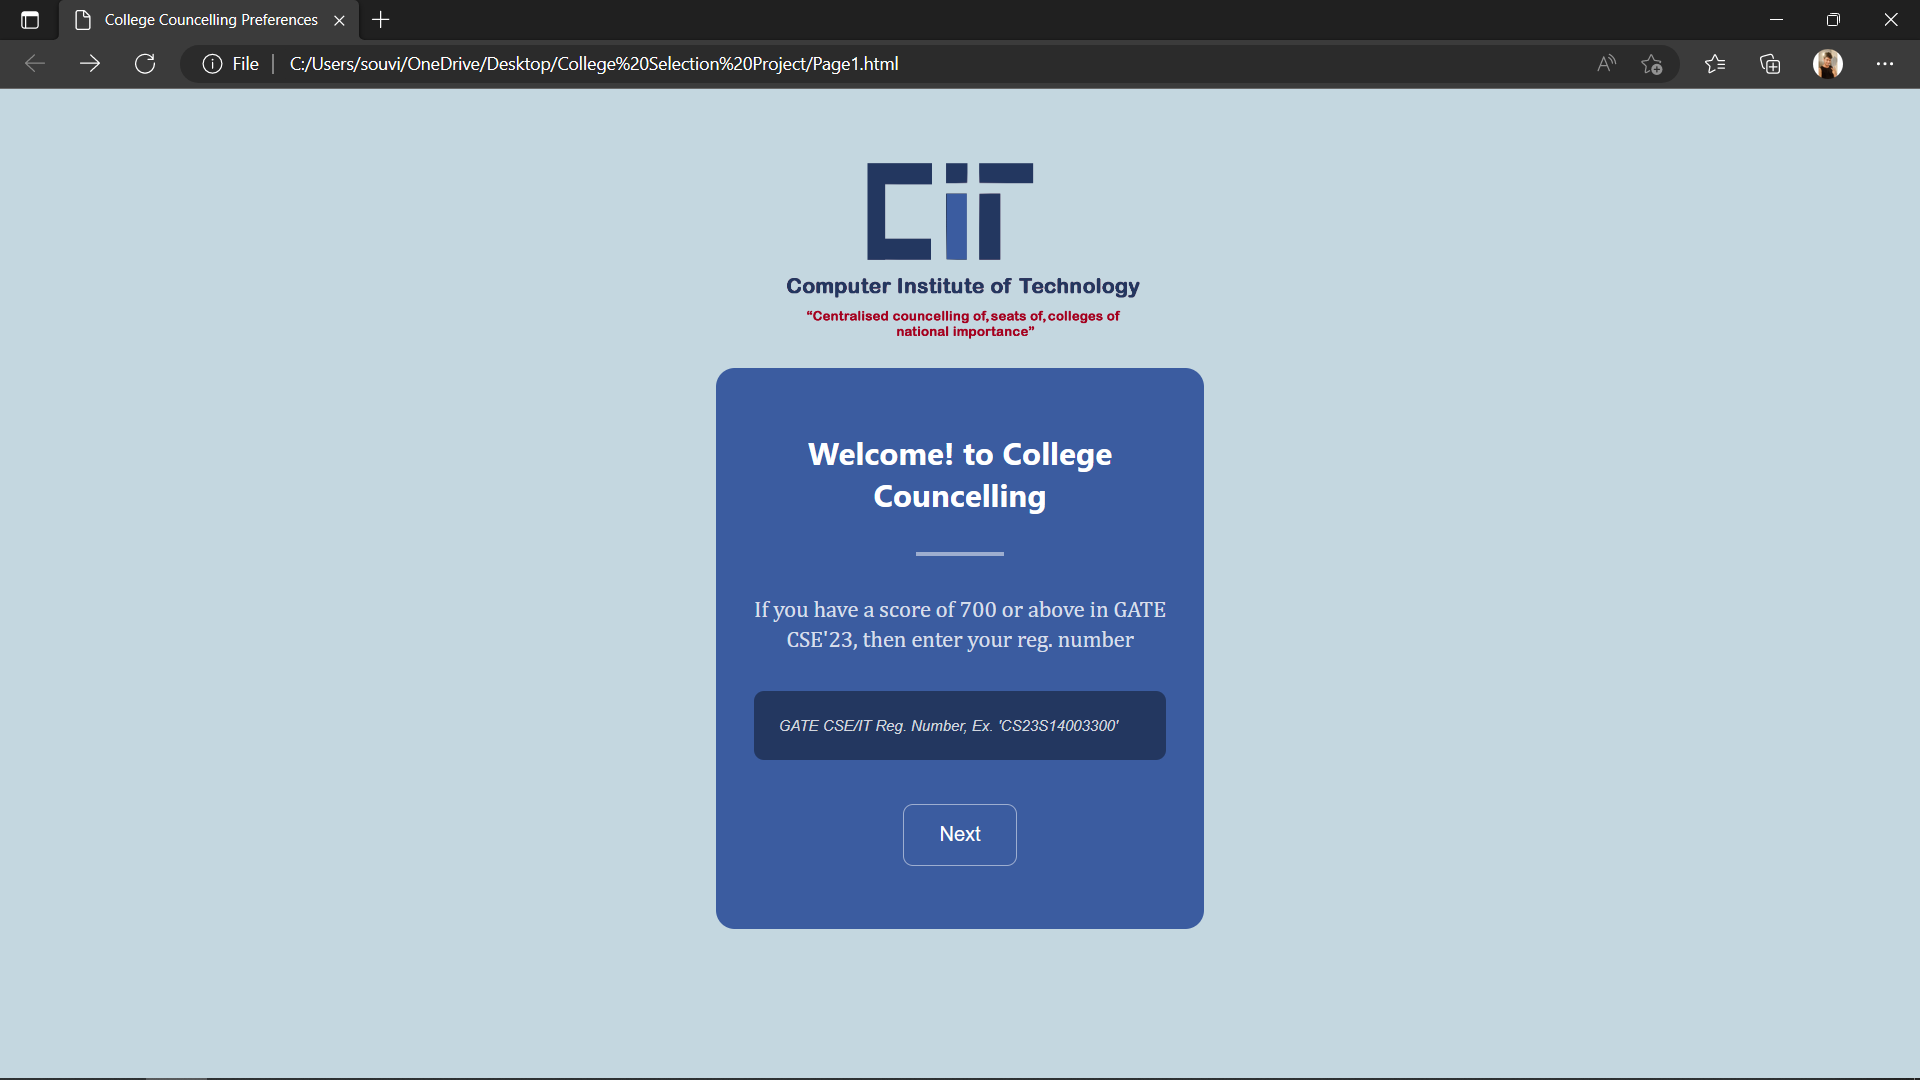 College Councelling Preferences
File
C:/Users/souvi/OneDrive/Desktop/College%20Selection%20Project/Page1.html
CiT
Computer Institute of Technology
“Centralised councelling of,seats of,colleges of
national importance”
Welcome! to College
Councelling
If you have a score of 700 or above in GATE
CSE'23, then enter your reg. number
GATE CSE/IT Reg. Number, Ex. 'CS23S14003300'
Next